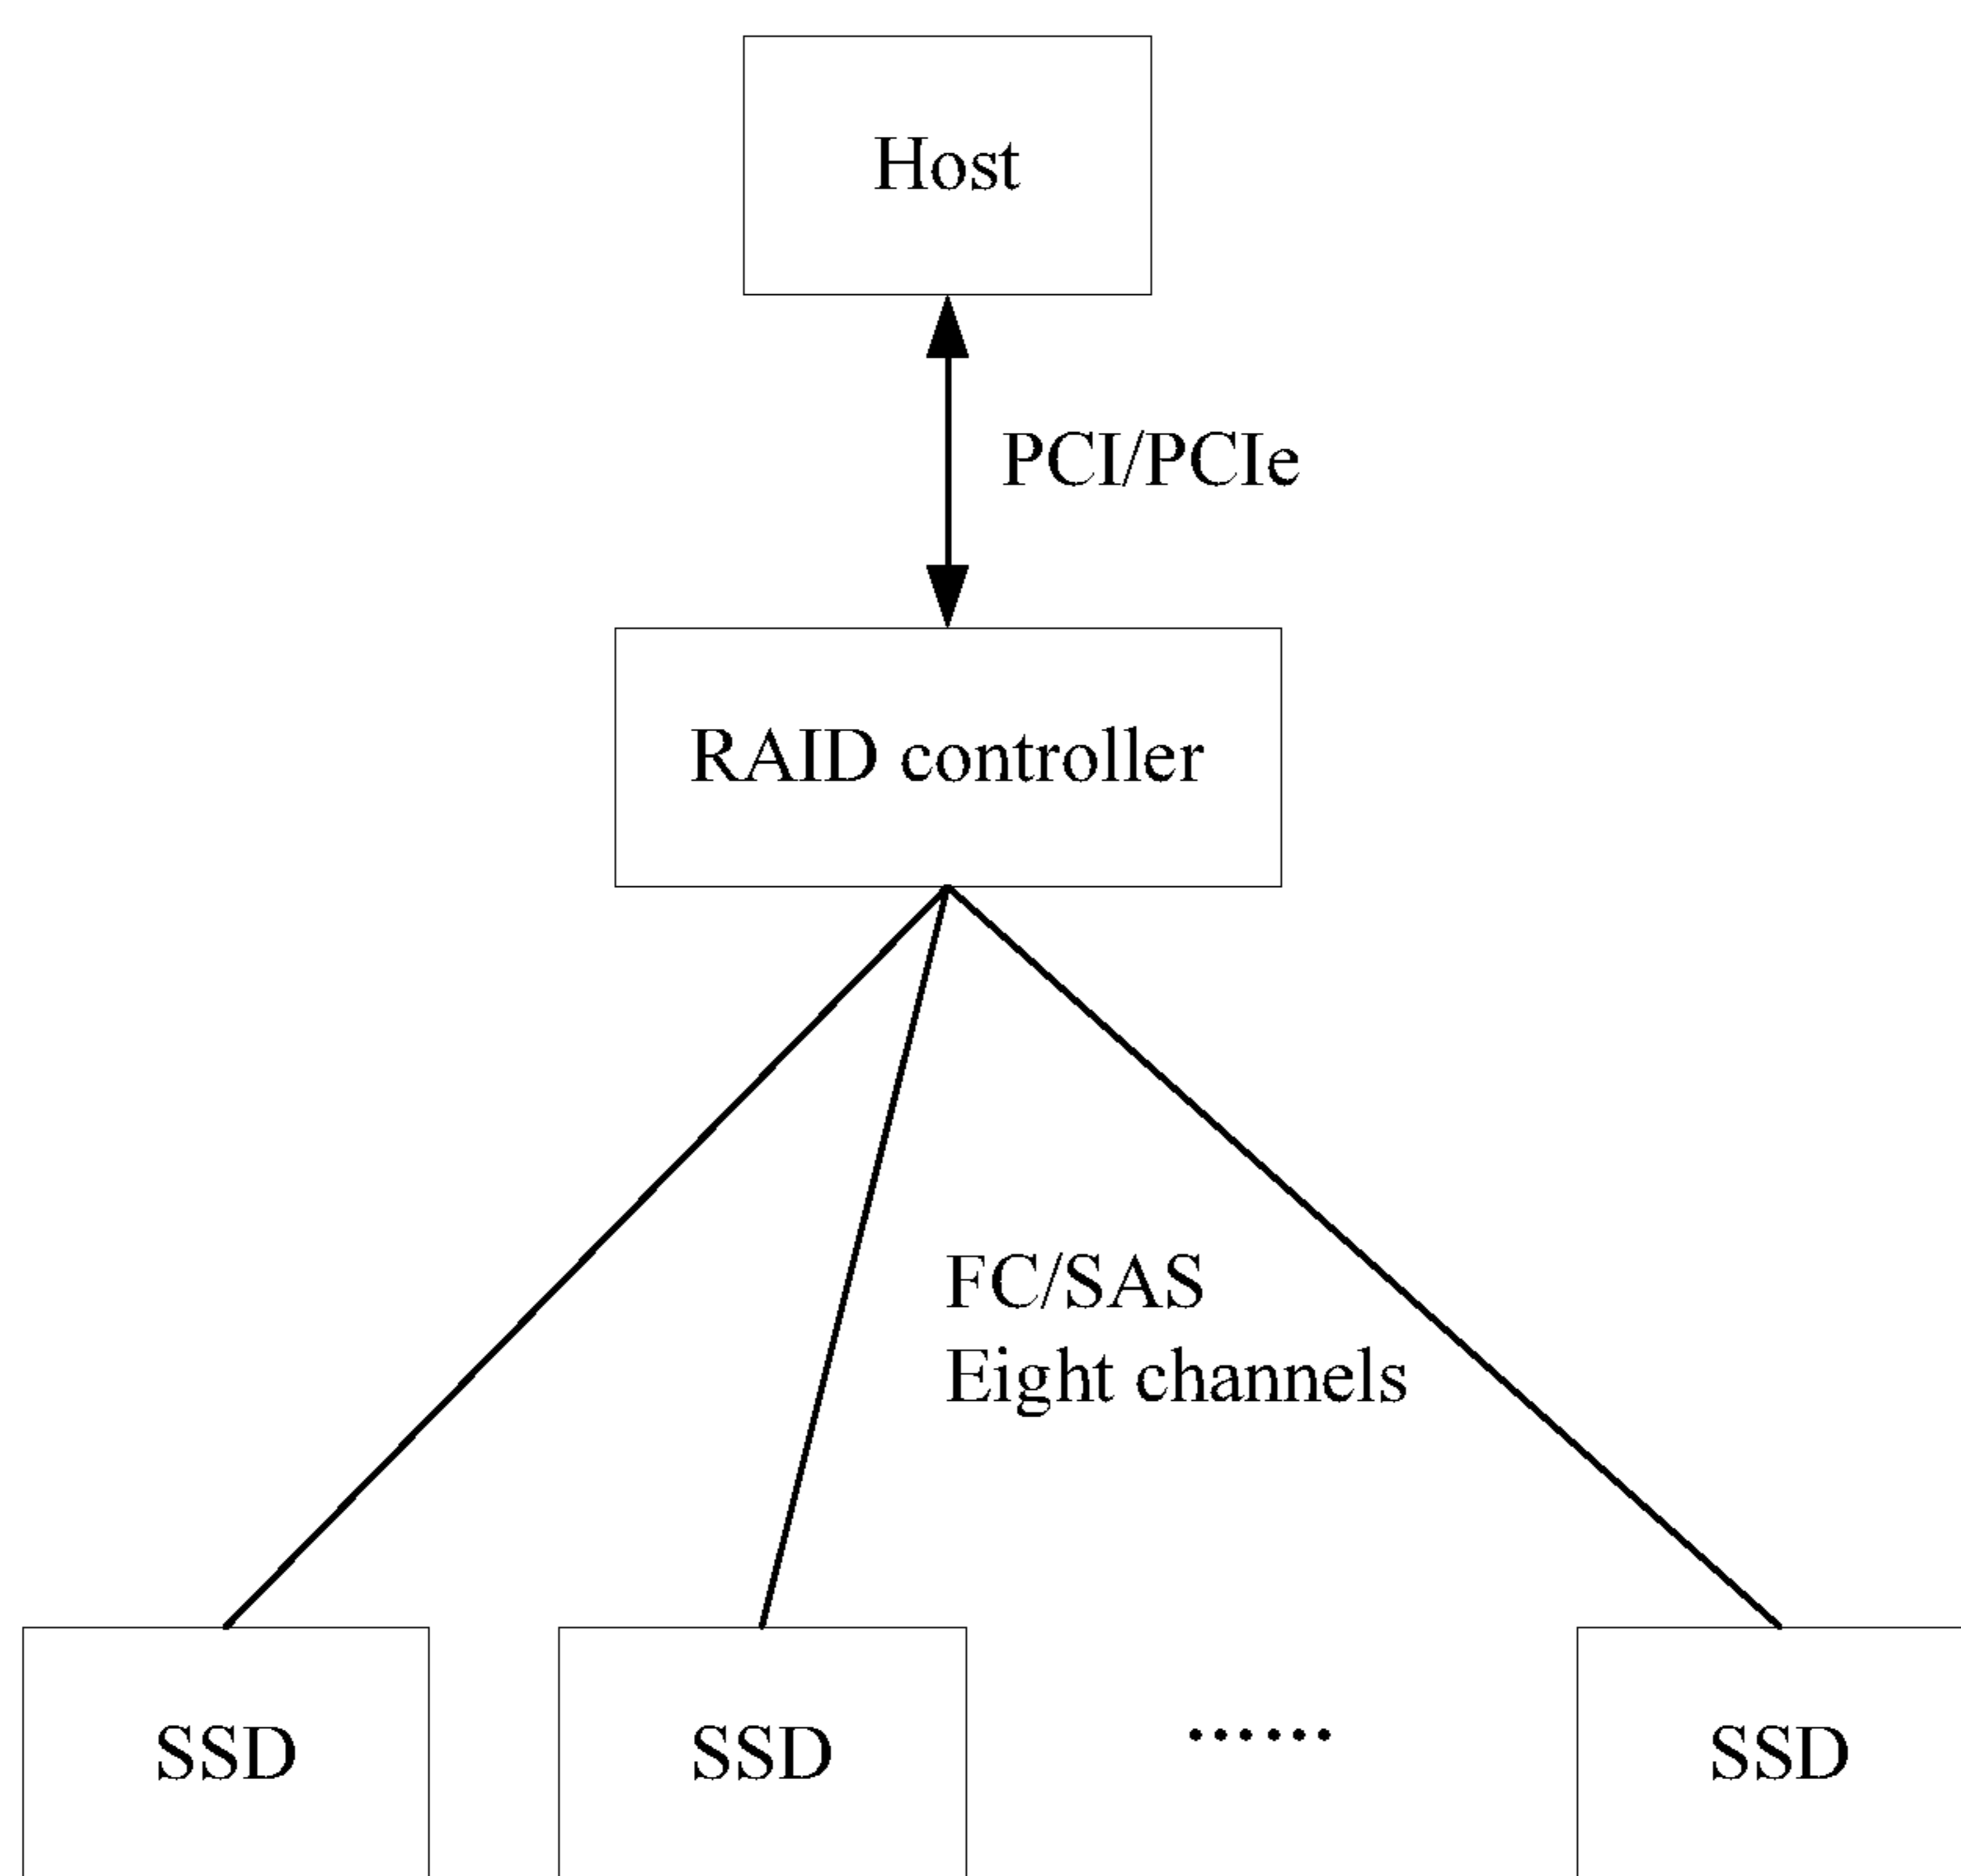 Host
PCI/PCIe
RAID controller
FC/SAS
Eight channels
SSD
SSD
......
SSD